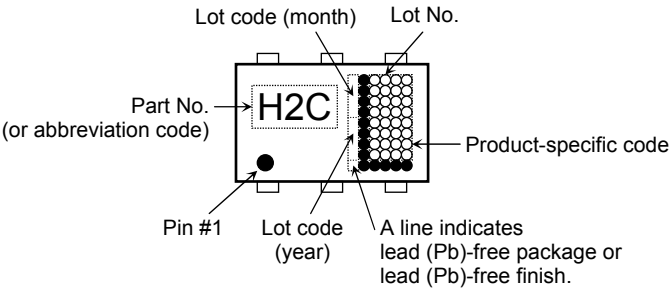 Lot code (month)
Lot No.
Part No.
(or abbreviation code)
H2C
Product-specific code
Pin #1
Lot code
(year)
A line indicates
lead (Pb)-free package or
lead (Pb)-free finish.